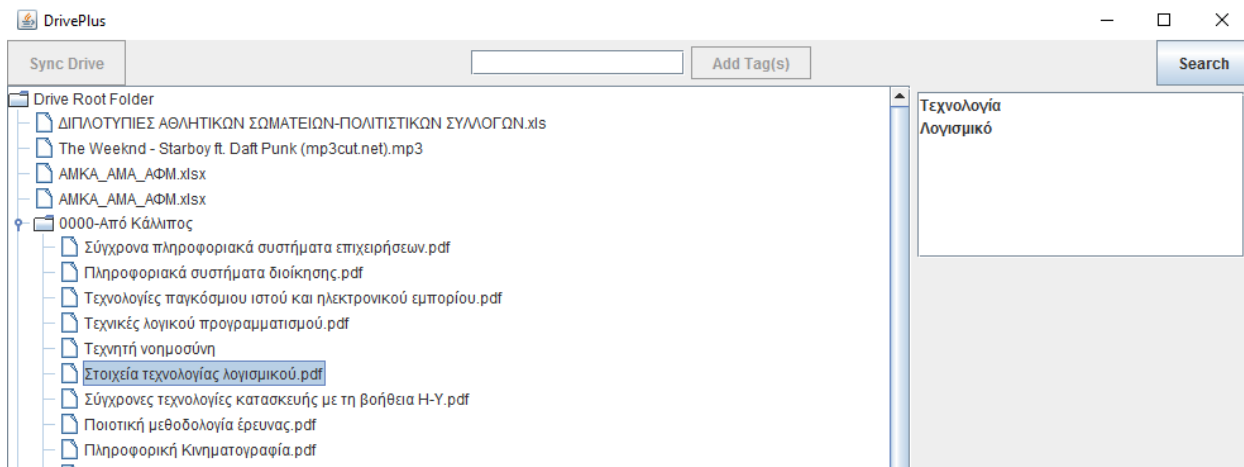 DrivePlus
Sync Drive
Add Tag(s)
Search
Drive Root Folder
ΔΙΠΛΟΤΥΠΙΕΣ ΑΘΛΗΤΙΚΩΝ ΣΩΜΑΤΕΙΩΝ-ΠΟΛΙΤΙΣΤΙΚΩΝ ΣΥΛΛΟΓΩΝ.xls
The Weeknd - Starboy ft. Daft Punk (mp3cut.net).mp3
ΑΜΚΑ_ΑΜΑ_ΑΦΜ.xlsx
ΑΜΚΑ_ΑΜΑ_ΑΦΜ.xlsx
0000-Από Κάλλιπος
Σύγχρονα πληροφοριακά συστήματα επιχειρήσεων.pdf
Πληροφοριακά συστήματα διοίκησης.pdf
Τεχνολογίες παγκόσμιου ιστού και ηλεκτρονικού εμπορίου.pdf
Τεχνικές λογικού προγραμματισμού.pdf
Τεχνητή νοημοσύνη
Στοιχεία τεχνολογίας λογισμικού.pdf
Σύγχρονες τεχνολογίες κατασκευής με τη βοήθεια Η-Υ.pdf
Ποιοτική μεθοδολογία έρευνας.pdf
Πληροφορική Κινηματογραφία.pdf
Τεχνολογία
Λογισμικό